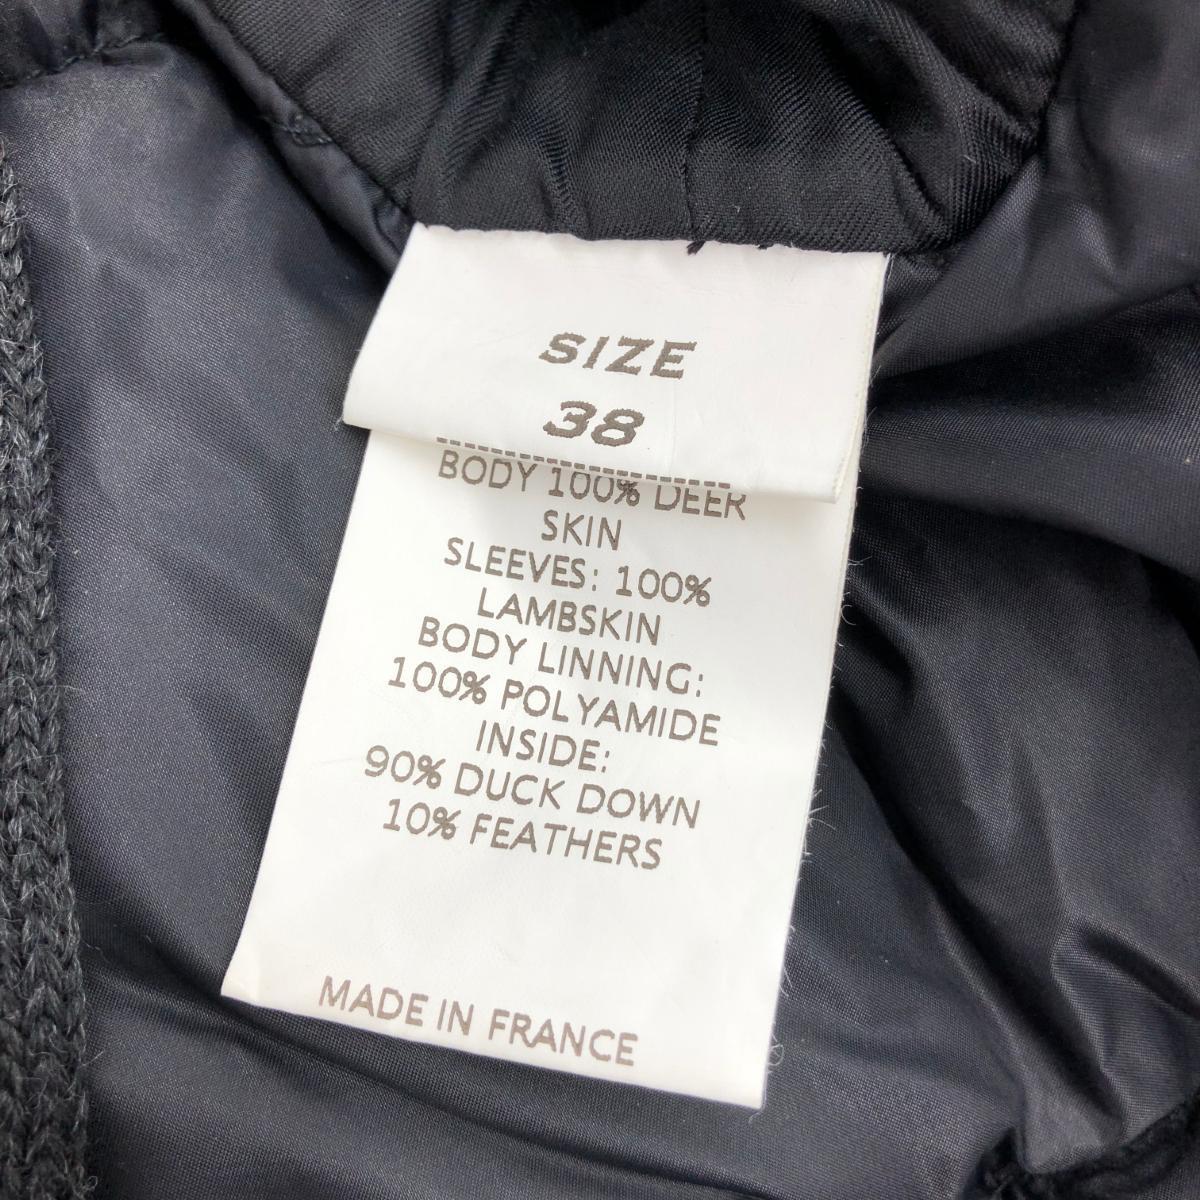 SIZE
38
BODY 100% DEER
SKIN
SLEEVES: 100%
LAMBSKIN
BODY LINNING:
100% POLYAMIDE
INSIDE:
90% DUCK DOWN
10% FEATHERS
MADE IN FRANCE